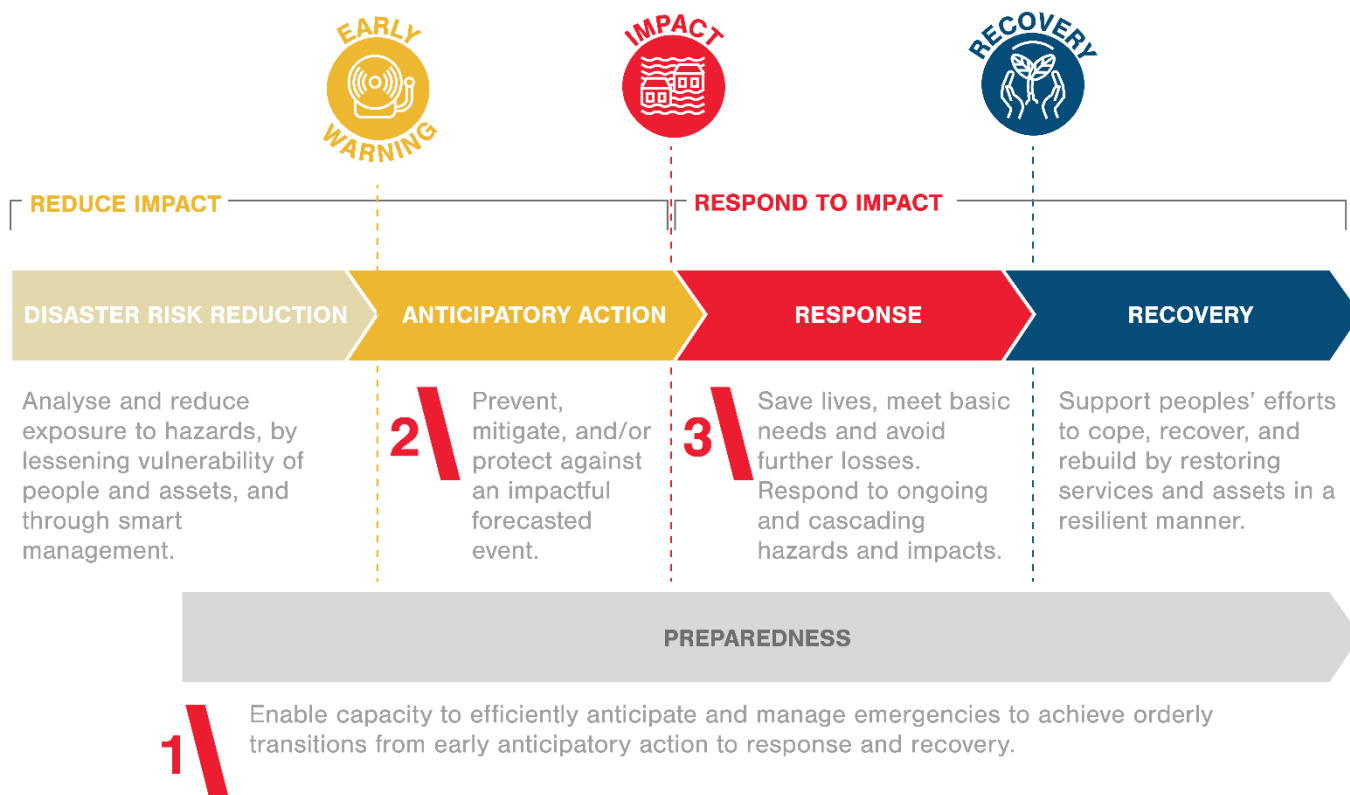 EARLY
WARNING
IMPACT
RECOVERY
REDUCE IMPACT
RESPOND TO IMPACT
DISASTER RISK REDUCTION
ANTICIPATORY ACTION
RESPONSE
RECOVERY
Analyse and reduce
exposure to hazards, by
lessening vulnerability of
people and assets, and
through smart
management.
2
Prevent,
mitigate, and/or
protect against
an impactful
forecasted
event.
3
Save lives, meet basic
needs and avoid
further losses.
Respond to ongoing
and cascading
hazards and impacts.
Support peoples’ efforts
to cope, recover, and
rebuild by restoring
services and assets in a
resilient manner.
PREPAREDNESS
1
Enable capacity to efficiently anticipate and manage emergencies to achieve orderly
transitions from early anticipatory action to response and recovery.